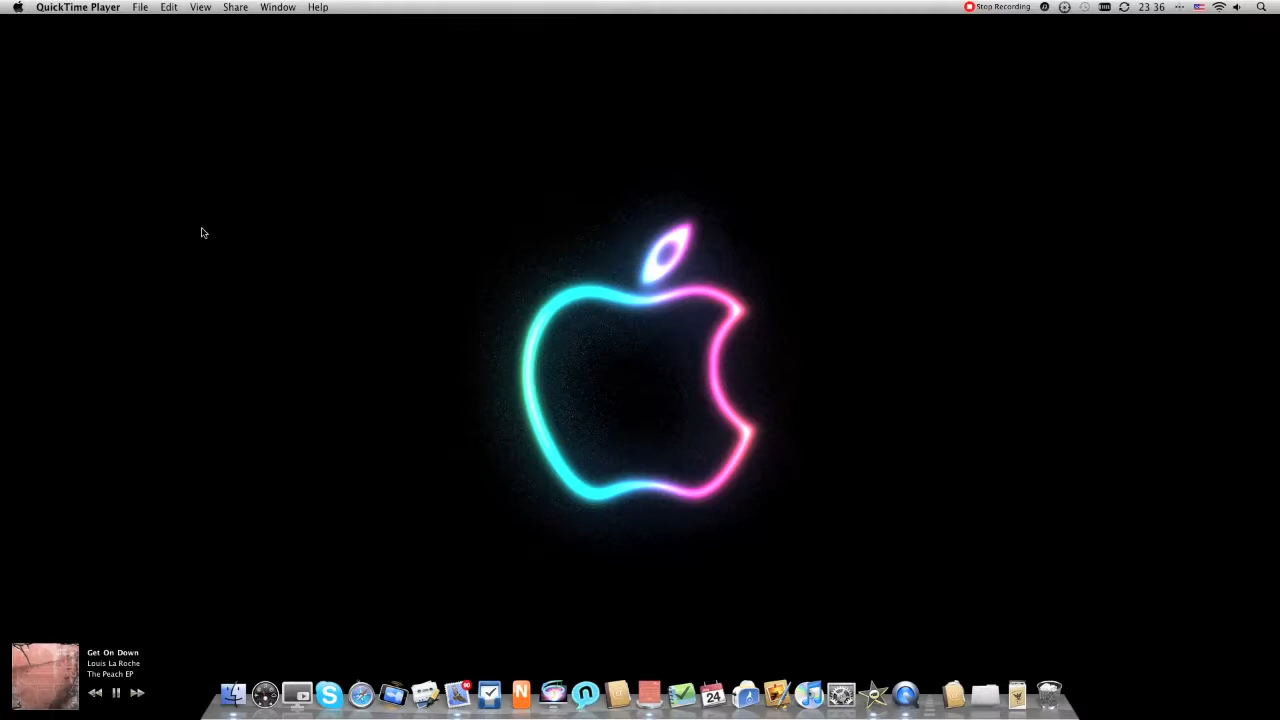 QuickTime Player File Edit View Share Window Help Stop Recording 23 36
Get On Down
Louis La Roche
The Peach EP
N n 24